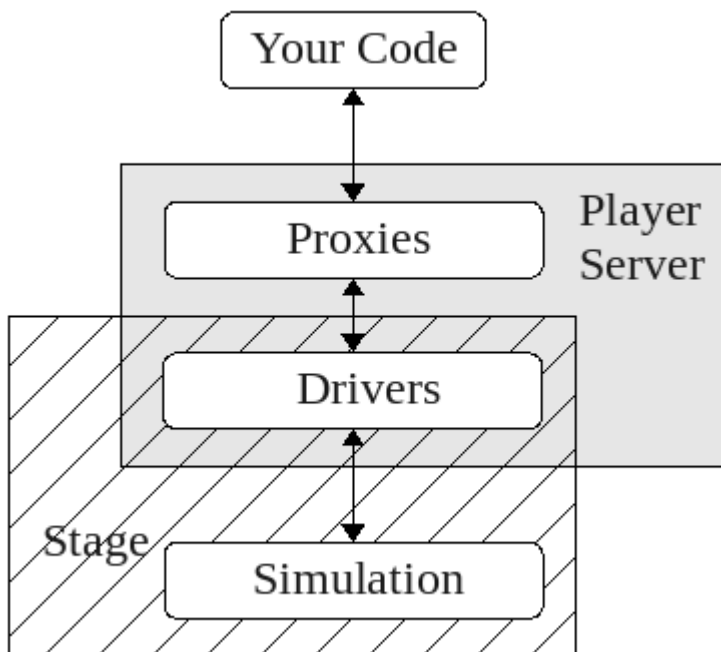 Your Code
Player
Server
Proxies
Drivers
Stage
Simulation